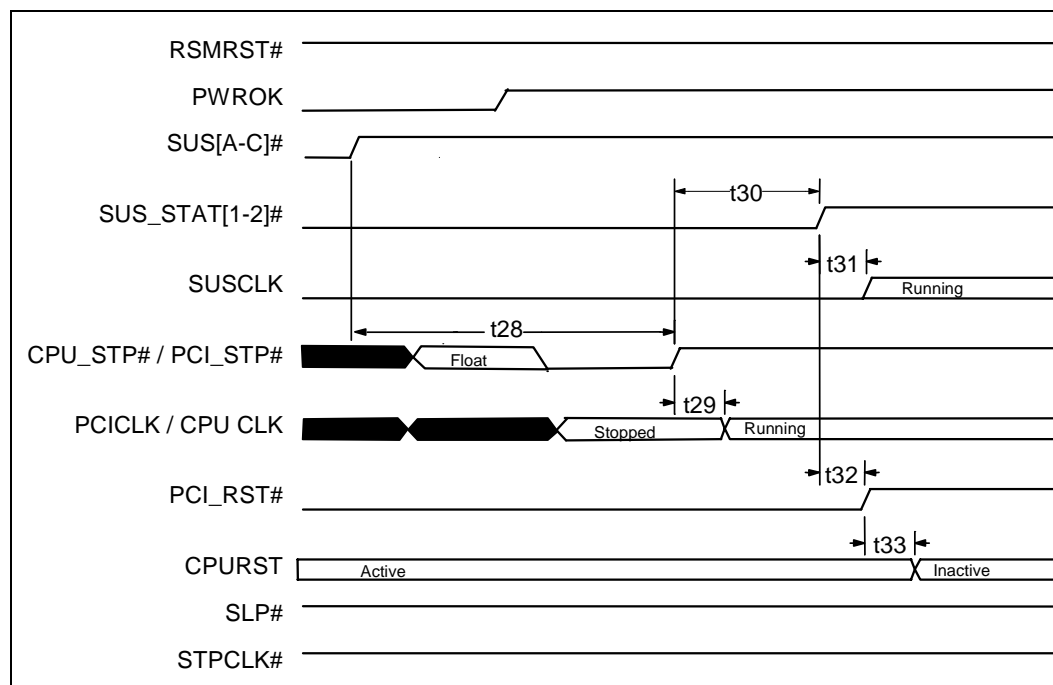 RSMRST#
PWROK
SUS[A-C]#
t30
SUS_STAT[1-2]#
t31
SUSCLK
Running
t28
CPU_STP# / PCI_STP#
Float
t29
PCICLK / CPU CLK
Stopped
Running
t32
PCI_RST#
t33
CPURST
Active
Inactive
SLP#
STPCLK#